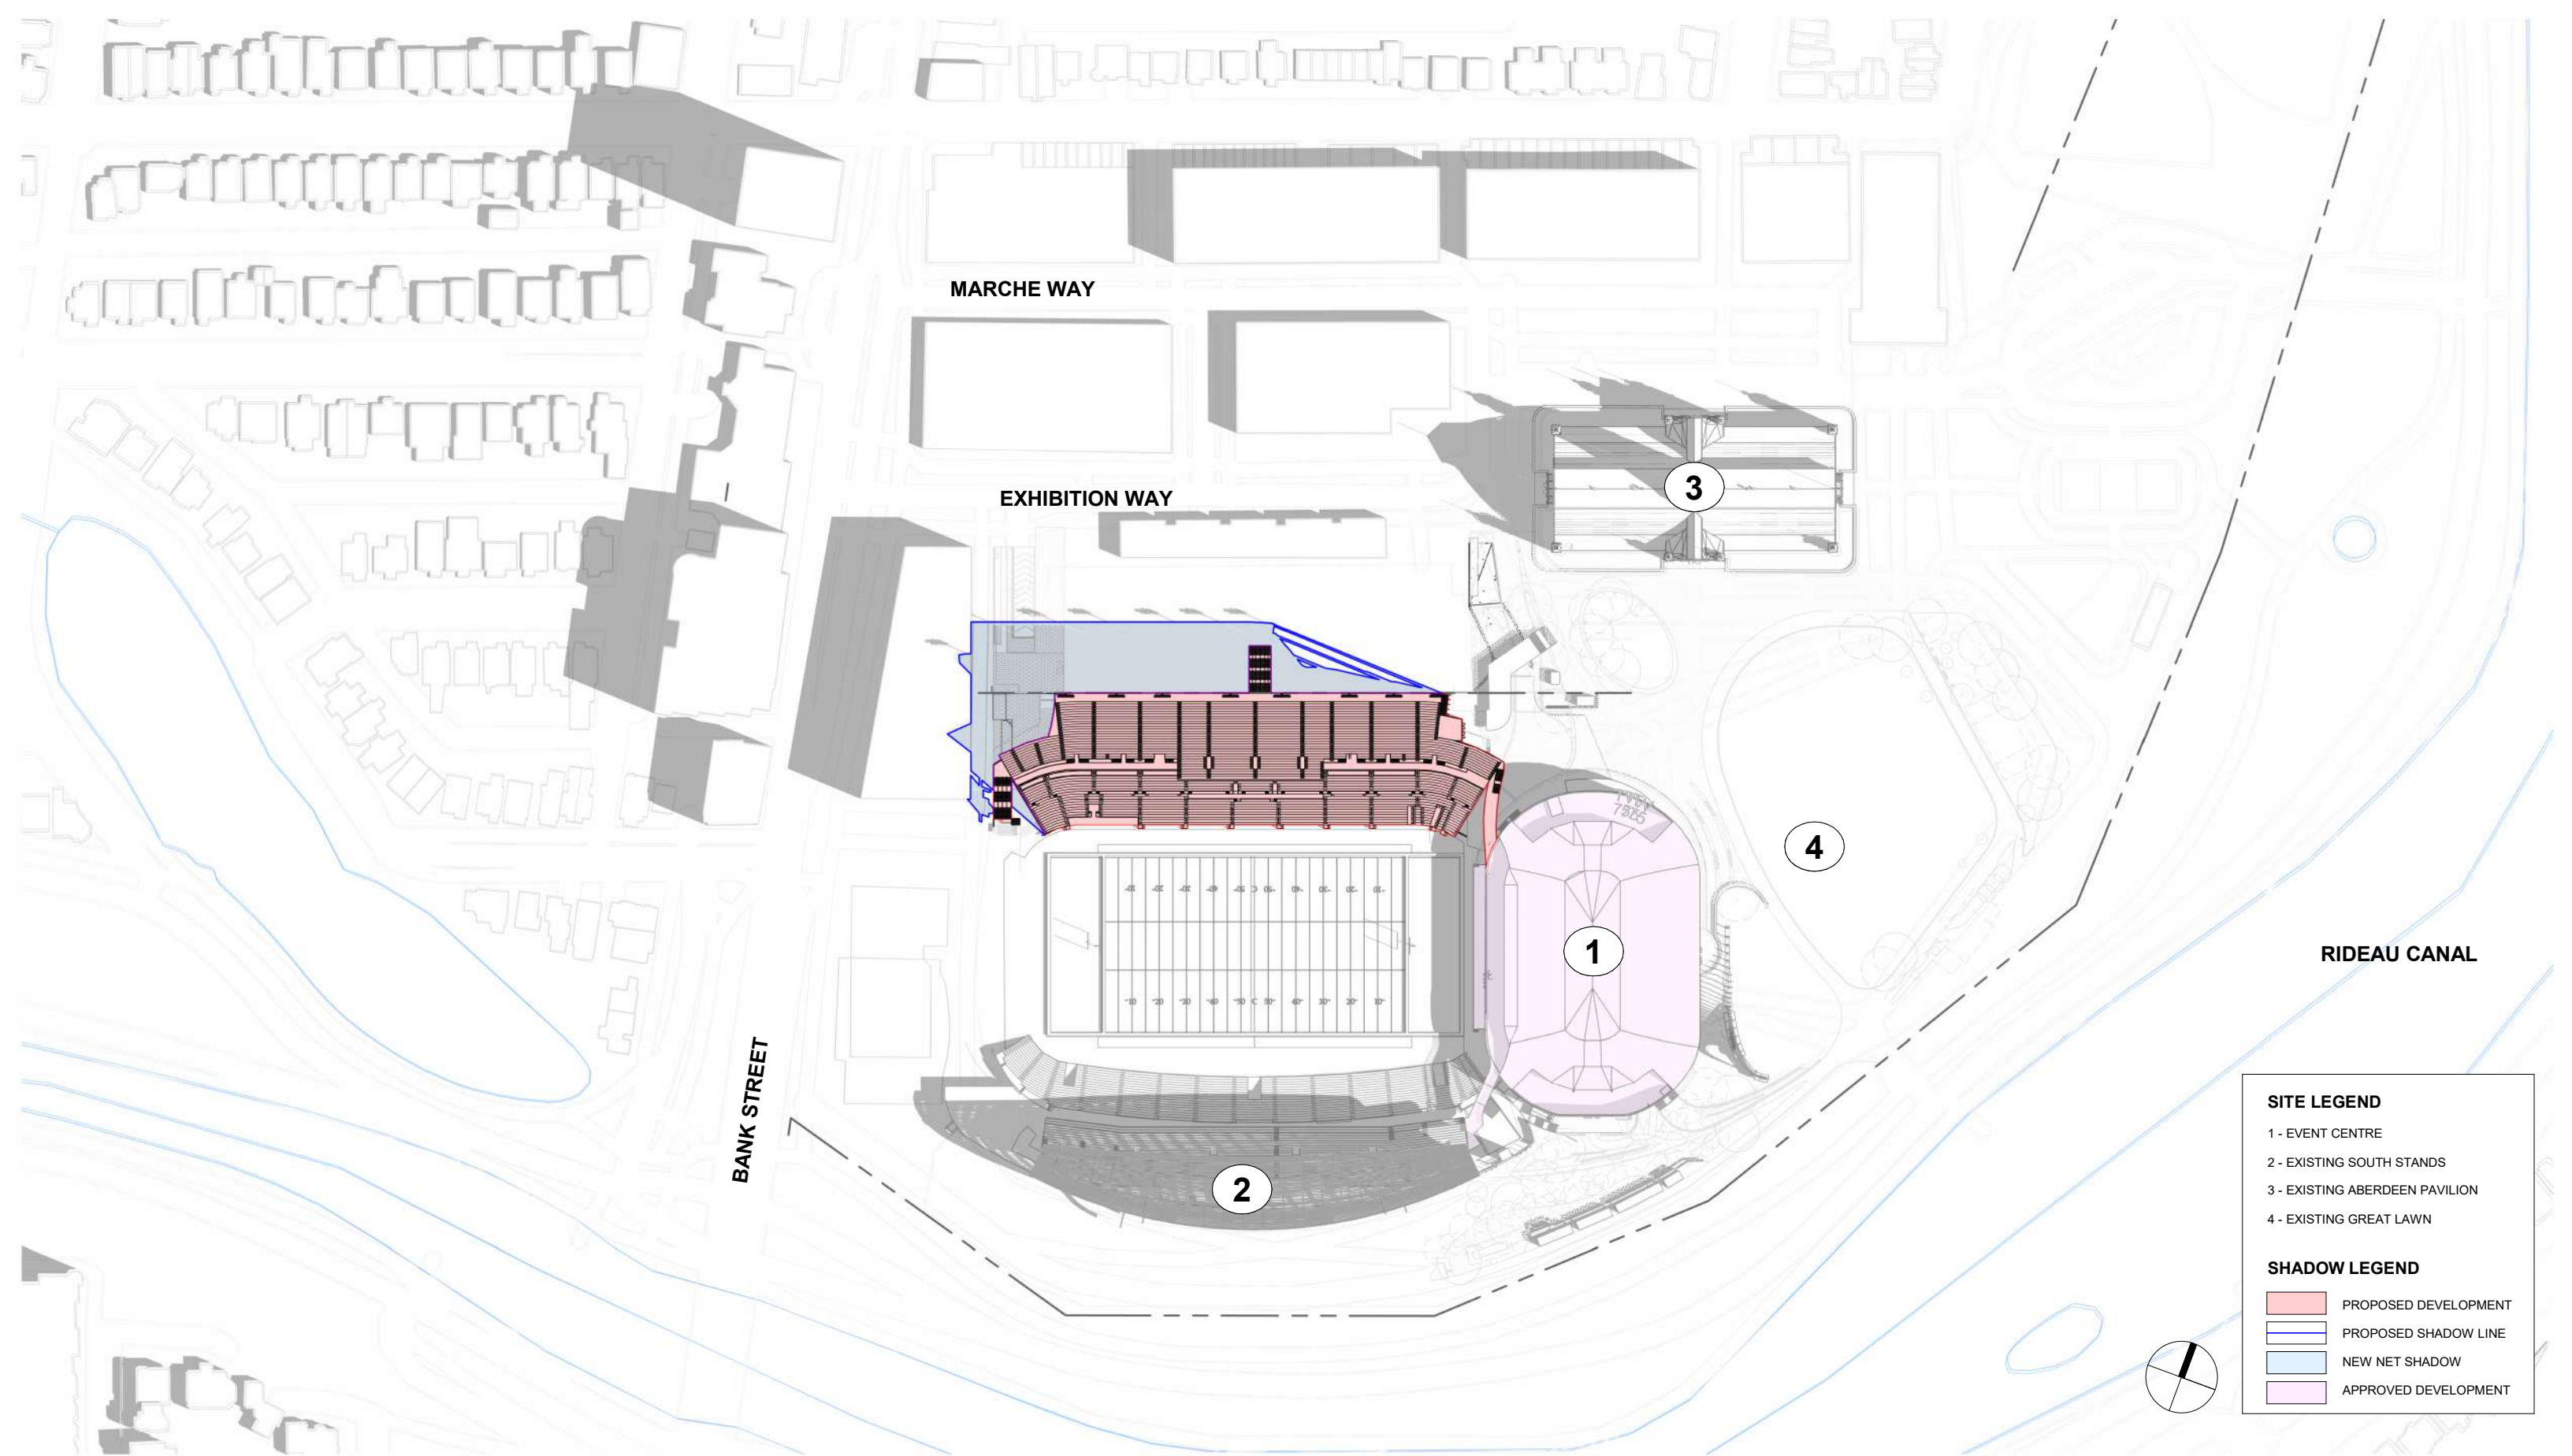 MARCHE WAY
EXHIBITION WAY
3
4
1
RIDEAU CANAL
BANK STREET
2
SITE LEGEND
1 - EVENT CENTRE
2 - EXISTING SOUTH STANDS
3 - EXISTING ABERDEEN PAVILION
4 - EXISTING GREAT LAWN
SHADOW LEGEND
PROPOSED DEVELOPMENT
PROPOSED SHADOW LINE
NEW NET SHADOW
APPROVED DEVELOPMENT